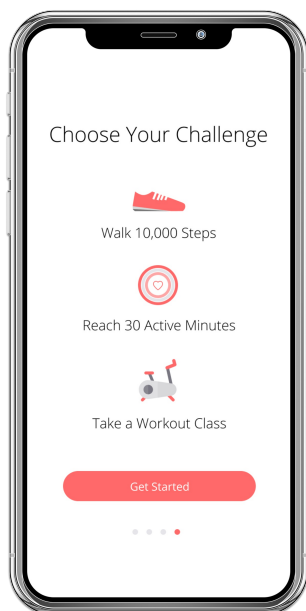 Choose Your Challenge
Walk 10,000 Steps
Reach 30 Active Minutes
Take a Workout Class
Get Started